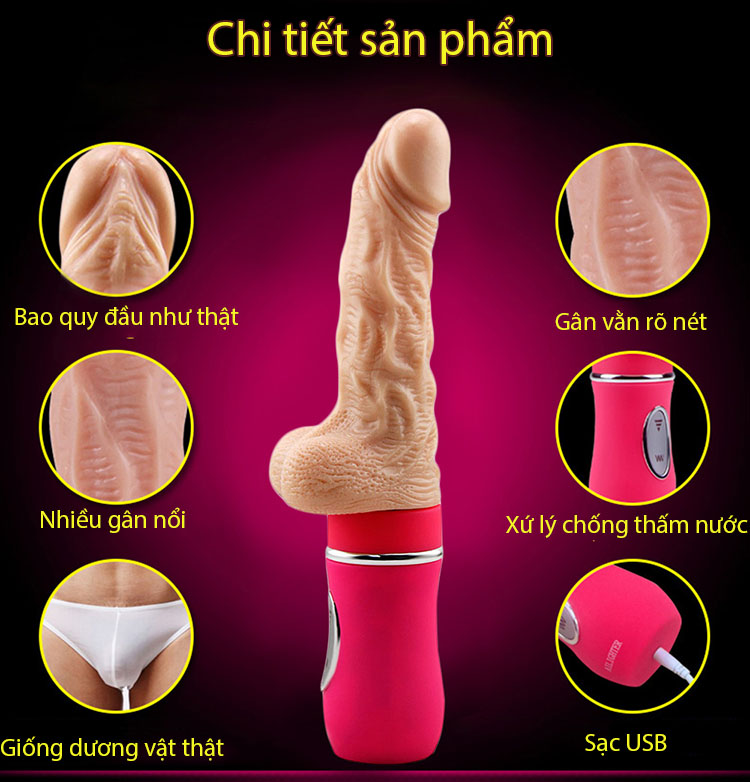 Chi tiết sản phẩm
Bao quy đầu như thật
Gân vằn rõ nét
Nhiều gân nổi
Xứ lý chống thấm nước
Giống dương vật thật
Sạc USB